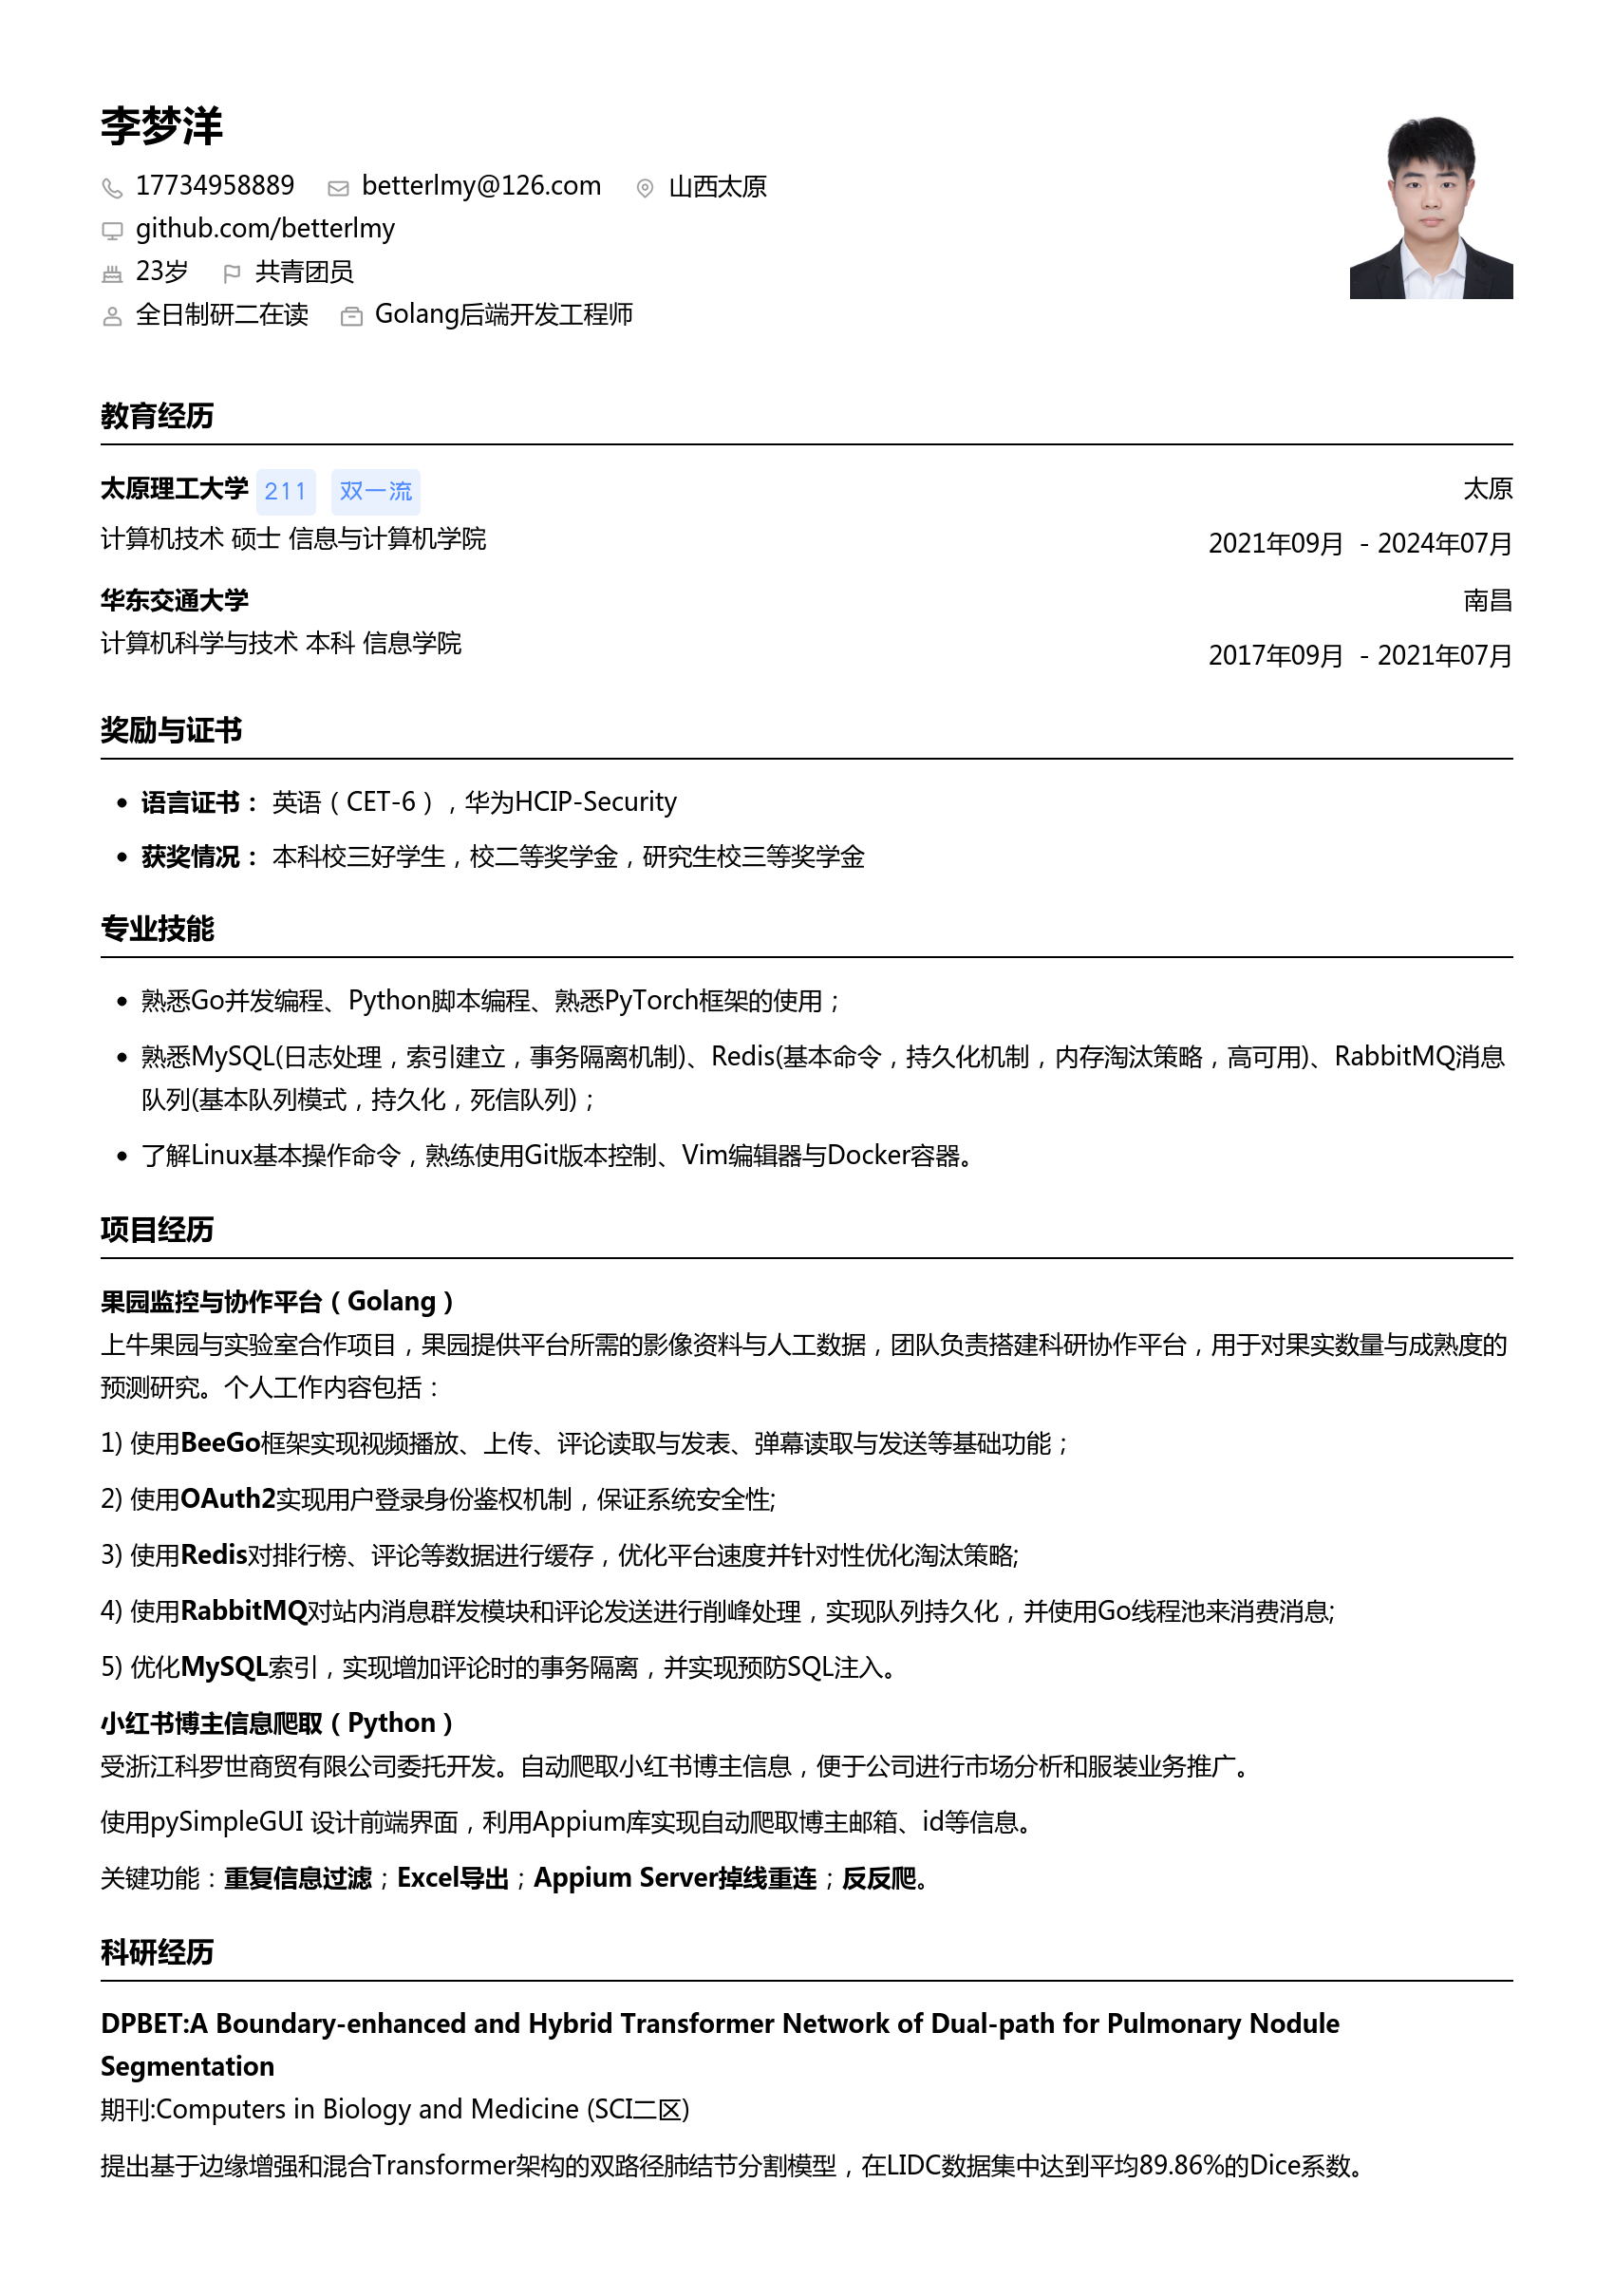 李梦洋
17734958889 betterlmy@126.com 山西太原
github.com/betterlmy
23岁 共青团员
全日制研二在读 Golang后端开发工程师
教育经历
太原理工大学 211 双一流 太原
计算机技术 硕士 信息与计算机学院 2021年09月 - 2024年07月
华东交通大学 南昌
计算机科学与技术 本科 信息学院 2017年09月 - 2021年07月
奖励与证书
• 语言证书： 英语（CET-6），华为HCIP-Security
• 获奖情况： 本科校三好学生，校二等奖学金，研究生校三等奖学金
专业技能
• 熟悉Go并发编程、Python脚本编程、熟悉PyTorch框架的使用；
• 熟悉MySQL(日志处理，索引建立，事务隔离机制)、Redis(基本命令，持久化机制，内存淘汰策略，高可用)、RabbitMQ消息
队列(基本队列模式，持久化，死信队列)；
• 了解Linux基本操作命令，熟练使用Git版本控制、Vim编辑器与Docker容器。
项目经历
果园监控与协作平台（Golang）
上牛果园与实验室合作项目，果园提供平台所需的影像资料与人工数据，团队负责搭建科研协作平台，用于对果实数量与成熟度的
预测研究。个人工作内容包括：
1) 使用BeeGo框架实现视频播放、上传、评论读取与发表、弹幕读取与发送等基础功能；
2) 使用OAuth2实现用户登录身份鉴权机制，保证系统安全性;
3) 使用Redis对排行榜、评论等数据进行缓存，优化平台速度并针对性优化淘汰策略;
4) 使用RabbitMQ对站内消息群发模块和评论发送进行削峰处理，实现队列持久化，并使用Go线程池来消费消息;
5) 优化MySQL索引，实现增加评论时的事务隔离，并实现预防SQL注入。
小红书博主信息爬取（Python）
受浙江科罗世商贸有限公司委托开发。自动爬取小红书博主信息，便于公司进行市场分析和服装业务推广。
使用pySimpleGUI 设计前端界面，利用Appium库实现自动爬取博主邮箱、id等信息。
关键功能：重复信息过滤；Excel导出；Appium Server掉线重连；反反爬。
科研经历
DPBET:A Boundary-enhanced and Hybrid Transformer Network of Dual-path for Pulmonary Nodule
Segmentation
期刊:Computers in Biology and Medicine (SCI二区)
提出基于边缘增强和混合Transformer架构的双路径肺结节分割模型，在LIDC数据集中达到平均89.86%的Dice系数。